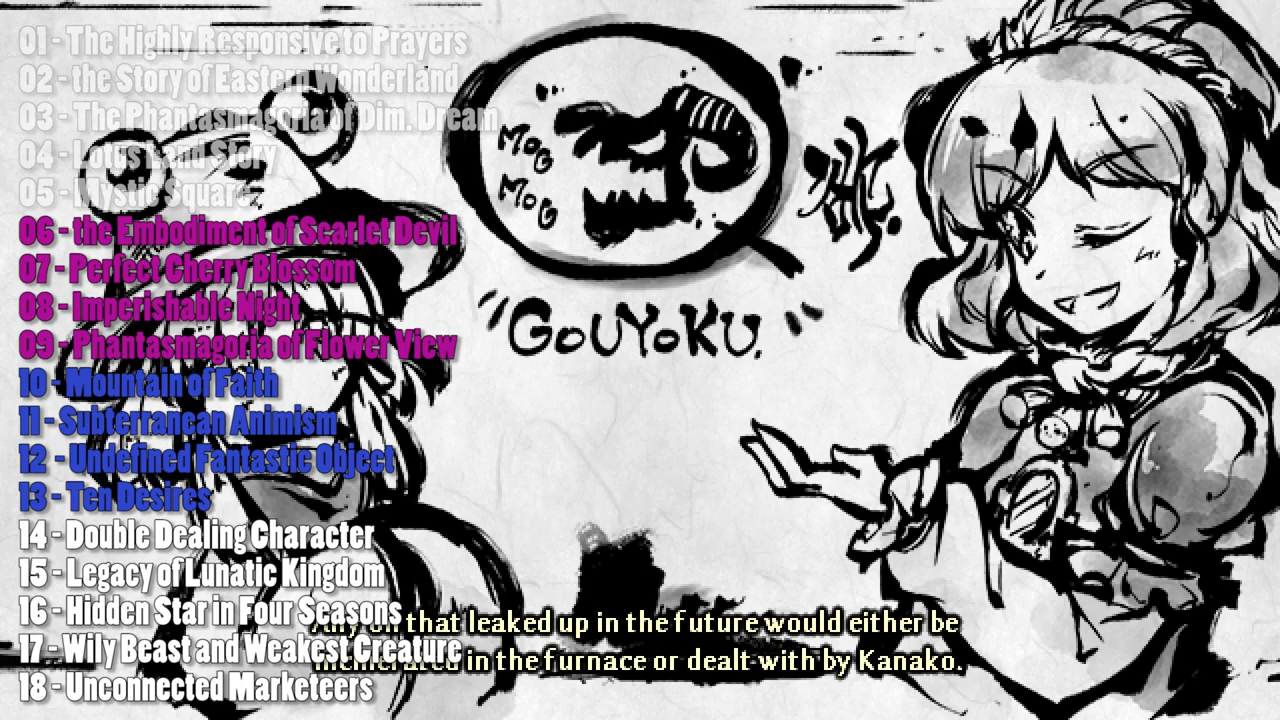 01 - The Highly Responsive to Prayers
02 - the Story of Eastern Wonderland
03 - The Phantasmagoria of Dim. Dream
04 - Lotus Land Story
05 - Mystic Square
06 - the Embodiment of Scarlet Devil
07 - Perfect Cherry Blossom
08 - Imperishable Night
09 - Phantasmagoria of Flower View
10 - Mountain of Faith
11 - Subterranean Animism
12 - Undefined Fantastic Object
13 - Ten Desires
14 - Double Dealing Character
15 - Legacy of Lunatic Kingdom
16 - Hidden Star in Four Seasons
17 - Wily Beast and Weakest Creature
18 - Unconnected Marketeers
MOG
MOG
"GOUYOKU."
Any oil that leaked up in the future would either be
incinerated in the furnace or dealt with by Kanako.